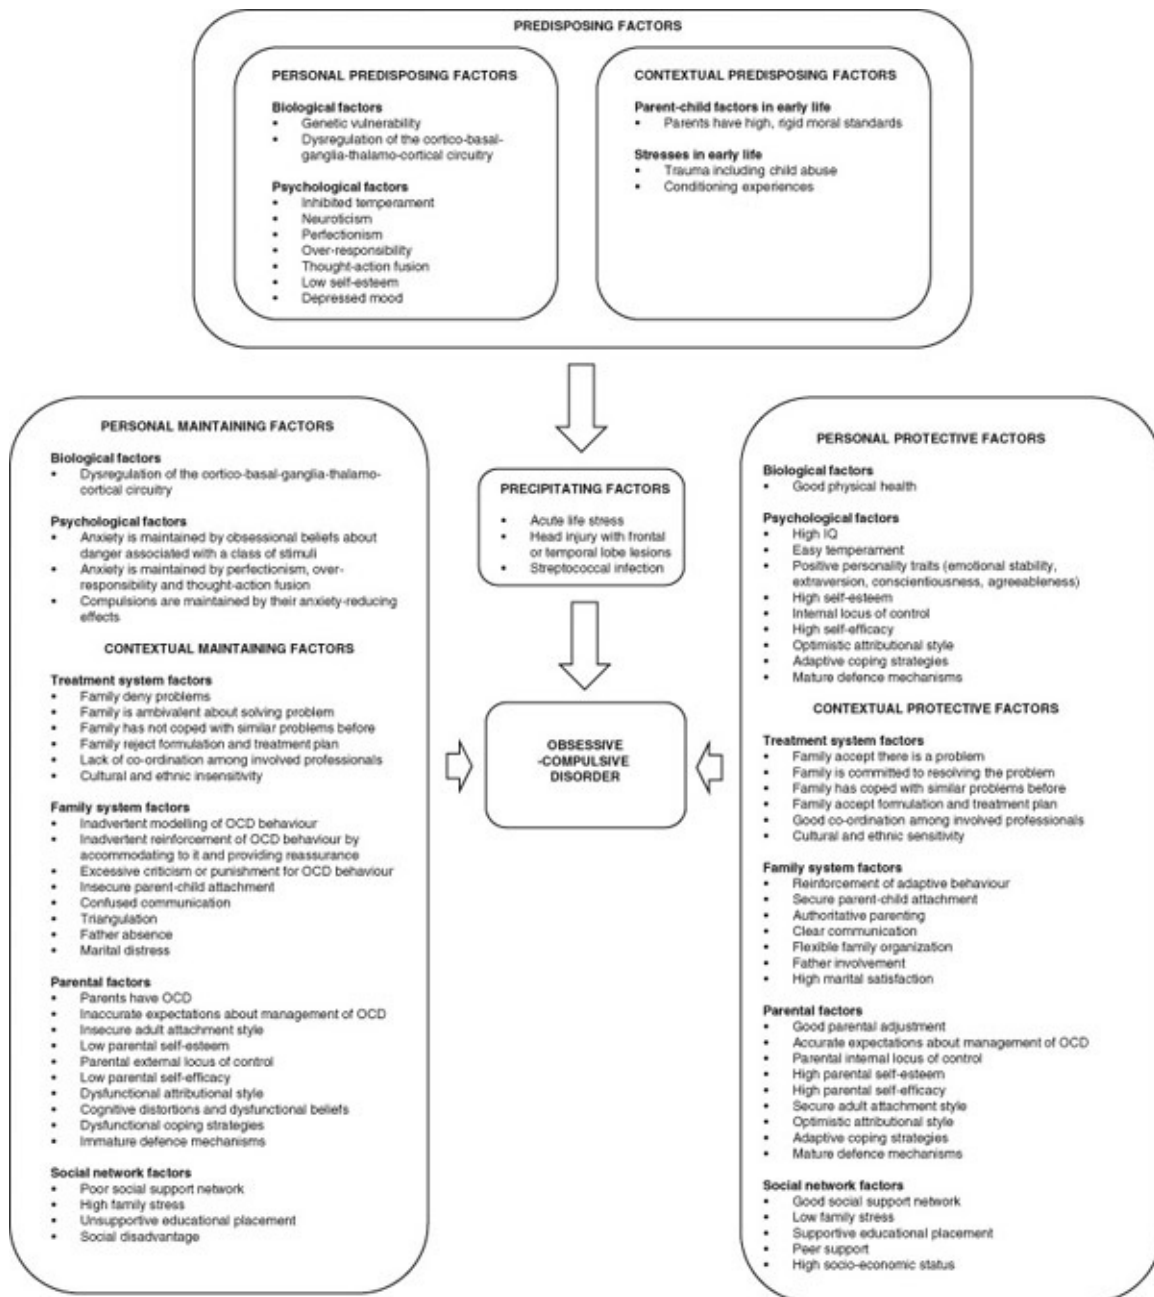 PREDISPOSING FACTORS
PERSONAL PREDISPOSING FACTORS
Biological factors
• Genetic vulnerability
• Dysregulation of the cortico-basal-
ganglia-thalamo-cortical circuitry
Psychological factors
• Inhibited temperament
• Neuroticism
• Perfectionism
• Over-responsibility
• Thought-action fusion
• Low self-esteem
• Depressed mood
CONTEXTUAL PREDISPOSING FACTORS
Parent-child factors in early life
• Parents have high, rigid moral standards
Stresses in early life
• Trauma including child abuse
• Conditioning experiences
PERSONAL MAINTAINING FACTORS
Biological factors
• Dysregulation of the cortico-basal-ganglia-thalamo-
cortical circuitry
Psychological factors
• Anxiety is maintained by obsessional beliefs about
danger associated with a class of stimuli
• Anxiety is maintained by perfectionism, over-
responsibility and thought-action fusion
• Compulsions are maintained by their anxiety-reducing
effects
CONTEXTUAL MAINTAINING FACTORS
Treatment system factors
• Family deny problems
• Family is ambivalent about solving problem
• Family has not coped with similar problems before
• Family reject formulation and treatment plan
• Lack of co-ordination among involved professionals
• Cultural and ethnic insensitivity
Family system factors
• Inadvertent modelling of OCD behaviour
• Inadvertent reinforcement of OCD behaviour by
accommodating to it and providing reassurance
• Excessive criticism or punishment for OCD behaviour
• Insecure parent-child attachment
• Confused communication
• Triangulation
• Father absence
• Marital distress
Parental factors
• Parents have OCD
• Inaccurate expectations about management of OCD
• Insecure adult attachment style
• Low parental self-esteem
• Parental external locus of control
• Low parental self-efficacy
• Dysfunctional attributional style
• Cognitive distortions and dysfunctional beliefs
• Dysfunctional coping strategies
• Immature defence mechanisms
Social network factors
• Poor social support network
• High family stress
• Unsupportive educational placement
• Social disadvantage
PRECIPITATING FACTORS
• Acute life stress
• Head injury with frontal
or temporal lobe lesions
• Streptococcal infection
OBSESSIVE
-COMPULSIVE
DISORDER
PERSONAL PROTECTIVE FACTORS
Biological factors
• Good physical health
Psychological factors
• High IQ
• Easy temperament
• Positive personality traits (emotional stability,
extraversion, conscientiousness, agreeableness)
• High self-esteem
• Internal locus of control
• High self-efficacy
• Optimistic attributional style
• Adaptive coping strategies
• Mature defence mechanisms
CONTEXTUAL PROTECTIVE FACTORS
Treatment system factors
• Family accept there is a problem
• Family is committed to resolving the problem
• Family has coped with similar problems before
• Family accept formulation and treatment plan
• Good co-ordination among involved professionals
• Cultural and ethnic sensitivity
Family system factors
• Reinforcement of adaptive behaviour
• Secure parent-child attachment
• Authoritative parenting
• Clear communication
• Flexible family organization
• Father involvement
• High marital satisfaction
Parental factors
• Good parental adjustment
• Accurate expectations about management of OCD
• Parental internal locus of control
• High parental self-esteem
• High parental self-efficacy
• Secure adult attachment style
• Optimistic attributional style
• Adaptive coping strategies
• Mature defence mechanisms
Social network factors
• Good social support network
• Low family stress
• Supportive educational placement
• Peer support
• High socio-economic status